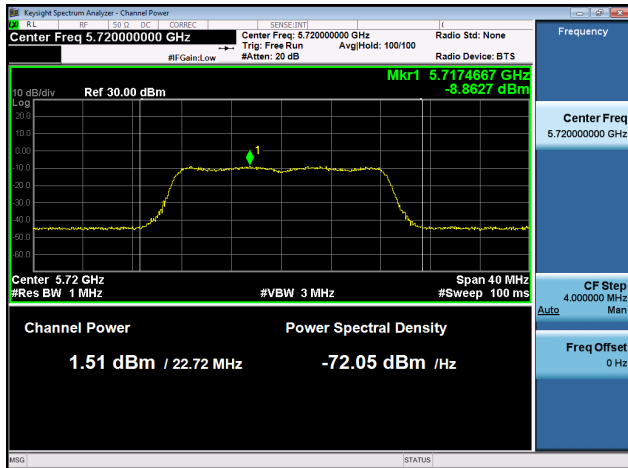 Keysight Spectrum Analyzer - Channel Power
RL RF 50 Ω DC CORREC SENSE:INT
Center Freq 5.720000000 GHz
Center Freq: 5.720000000 GHz
Radio Std: None
Trig: Free Run Avg|Hold: 100/100
#IFGain:Low #Atten: 20 dB Radio Device: BTS
Mkr1 5.7174667 GHz
-8.8627 dBm
10 dB/div Ref 30.00 dBm
Log
20.0
10.0
0.00
1
-10.0
-20.0
-30.0
-40.0
-50.0
-60.0
Center 5.72 GHz Span 40 MHz
#Res BW 1 MHz #VBW 3 MHz #Sweep 100 ms
Channel Power Power Spectral Density
1.51 dBm / 22.72 MHz -72.05 dBm /Hz
MSG STATUS
Frequency
Center Freq
5.720000000 GHz
CF Step
4.000000 MHz
Auto Man
Freq Offset
0 Hz